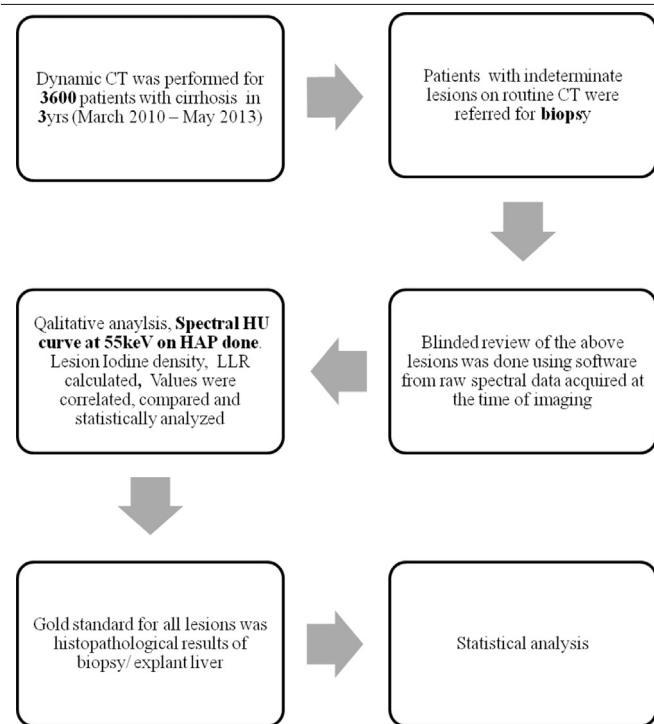 Dynamic CT was performed for
3600 patients with cirrhosis in
3yrs (March 2010 – May 2013)
Patients with indeterminate
lesions on routine CT were
referred for biopsy
Blinded review of the above
lesions was done using software
from raw spectral data acquired at
the time of imaging
Qalitative anaylsis, Spectral HU
curve at 55keV on HAP done.
Lesion Iodine density, LLR
calculated, Values were
correlated, compared and
statistically analyzed
Gold standard for all lesions was
histopathological results of
biopsy/ explant liver
Statistical analysis